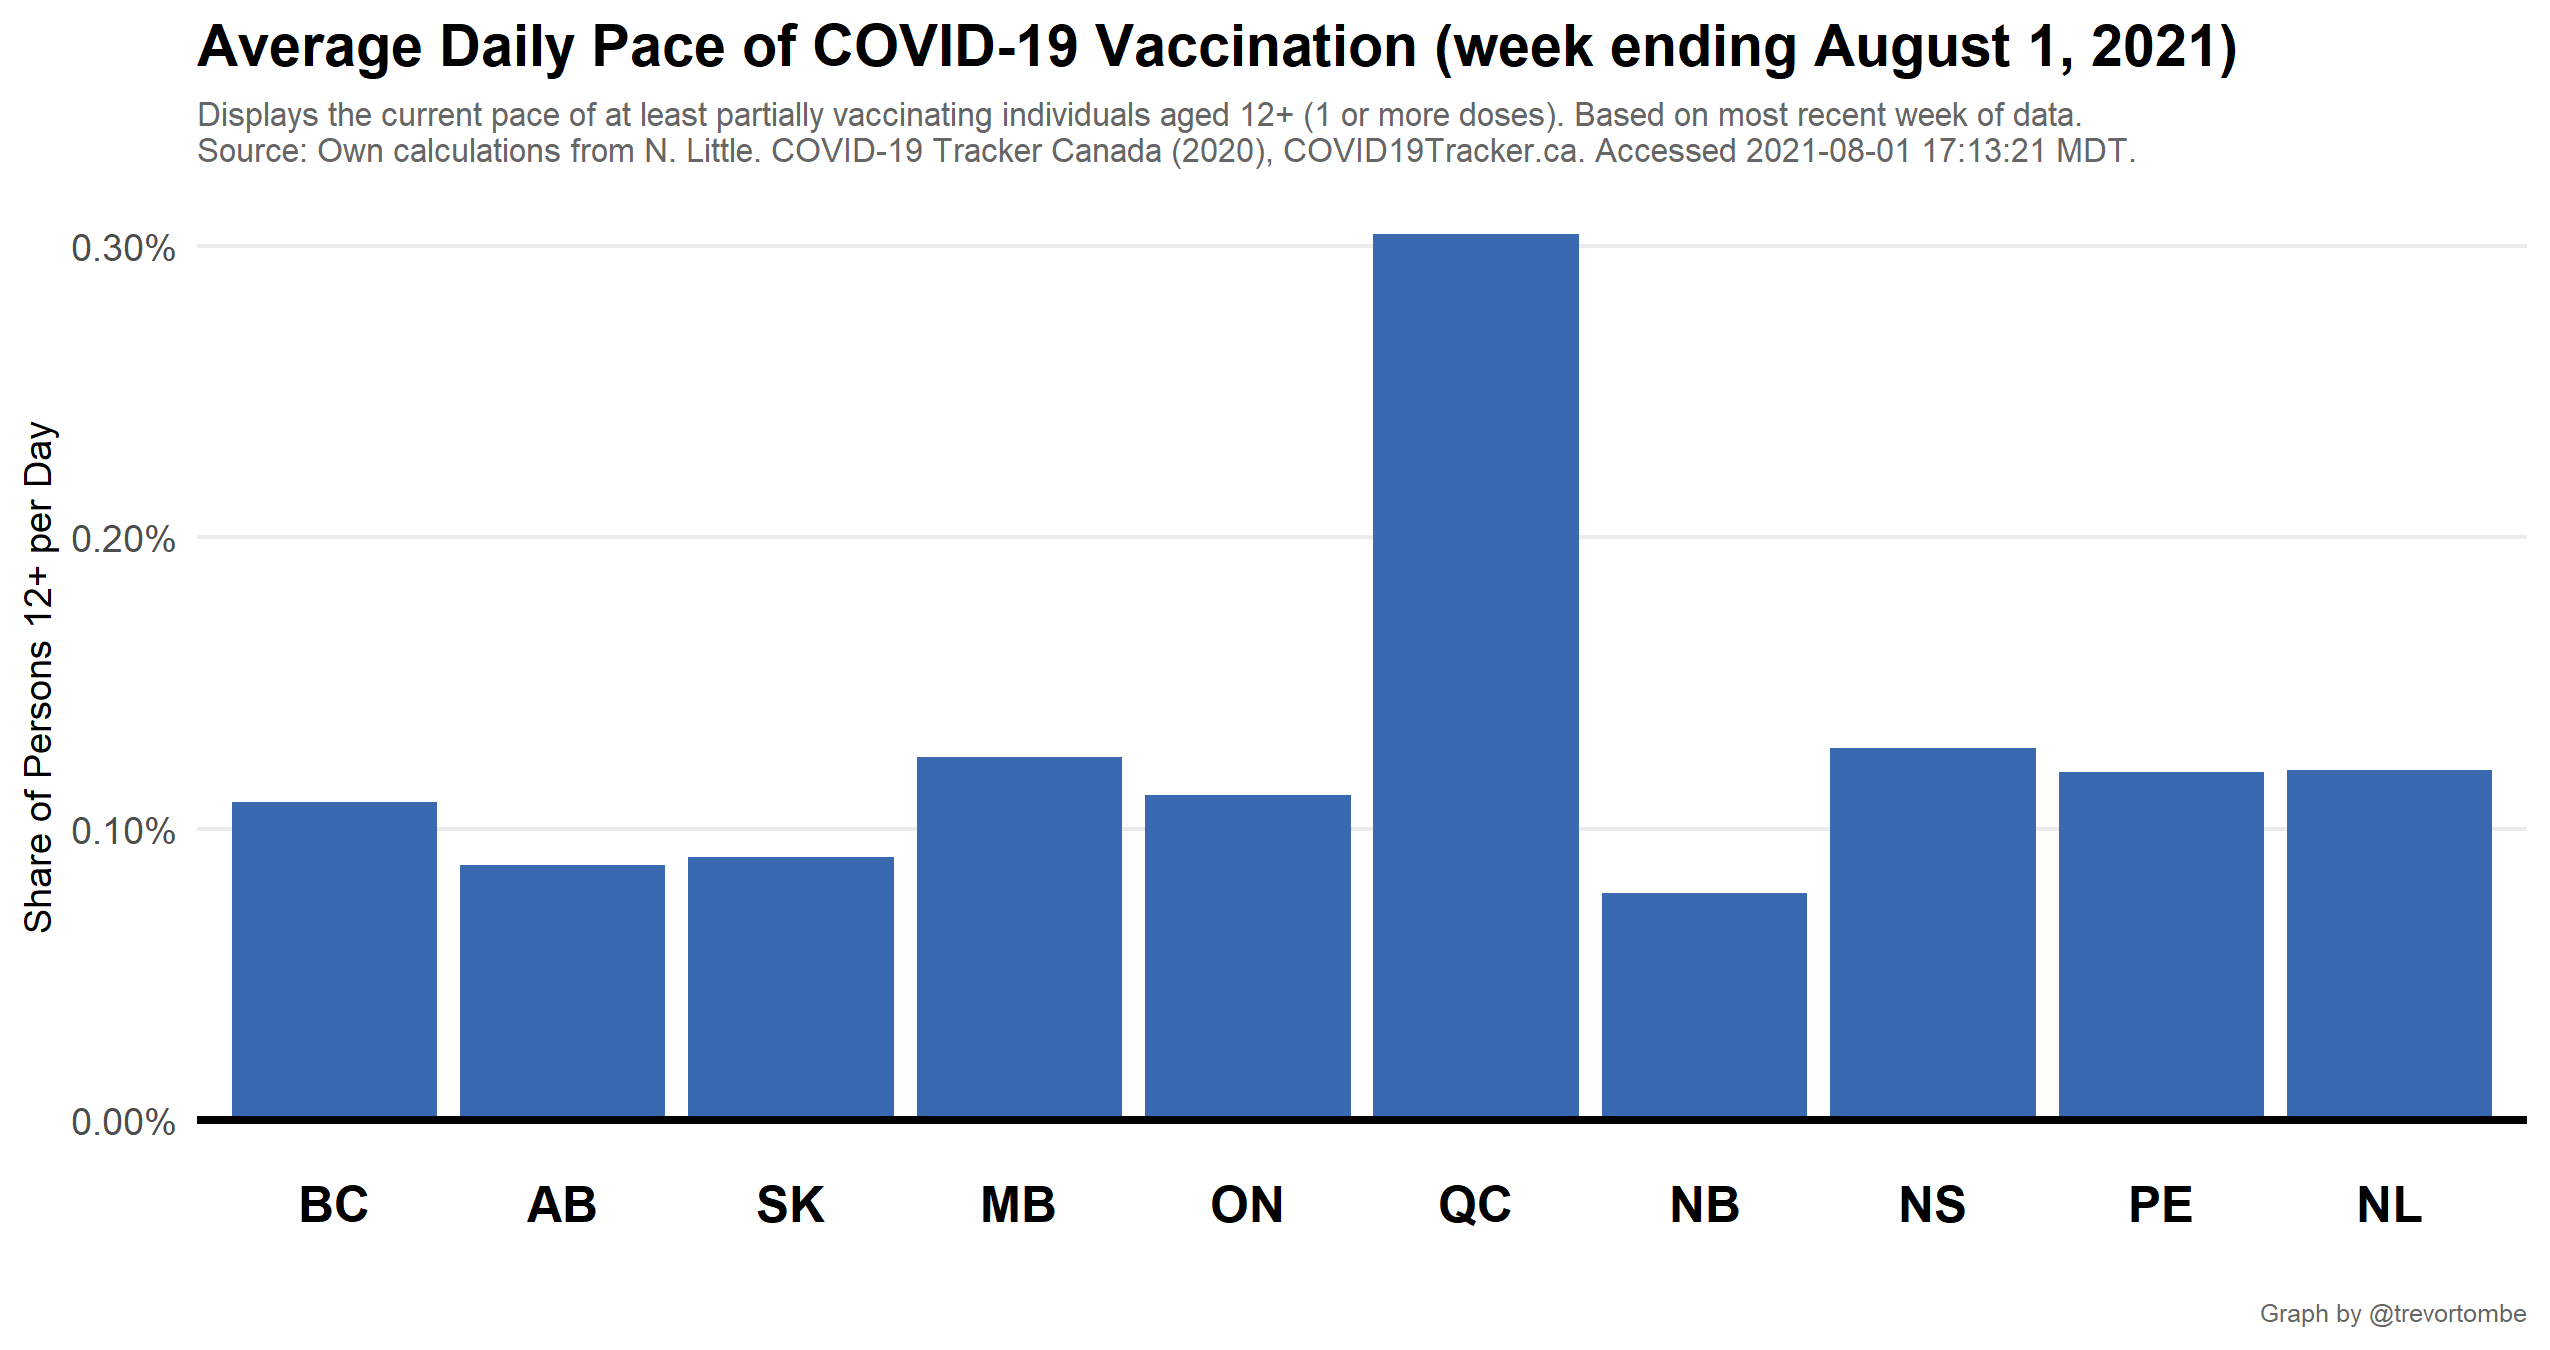 Average Daily Pace of COVID-19 Vaccination (week ending August 1, 2021)
Displays the current pace of at least partially vaccinating individuals aged 12+ (1 or more doses). Based on most recent week of data.
Source: Own calculations from N. Little. COVID-19 Tracker Canada (2020), COVID19Tracker.ca. Accessed 2021-08-01 17:13:21 MDT.
Share of Persons 12+ per Day
0.30%
0.20%
0.10%
0.00%
BC AB SK MB ON QC NB NS PE NL
Graph by @trevortombe